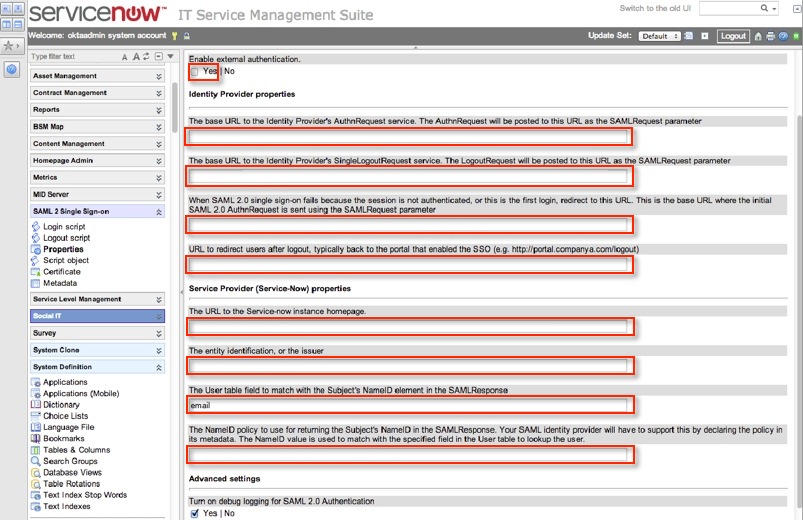 servicenow™ IT Service Management Suite
Switch to the old UI
Welcome: oktaadmin system account
Update Set: Default
Logout
Type filter text
A A
Asset Management
Contract Management
Reports
BSM Map
Content Management
Homepage Admin
Metrics
MID Server
SAML 2 Single Sign-on
Login script
Logout script
Properties
Script object
Certificate
Metadata
Service Level Management
Social IT
Survey
System Clone
System Definition
Applications
Applications (Mobile)
Dictionary
Choice Lists
Language File
Bookmarks
Tables & Columns
Search Groups
Database Views
Table Rotations
Text Index Stop Words
Text Indexes
Enable external authentication.
Yes | No
Identity Provider properties
The base URL to the Identity Provider's AuthnRequest service. The AuthnRequest will be posted to this URL as the SAMLRequest parameter
The base URL to the Identity Provider's SingleLogoutRequest service. The LogoutRequest will be posted to this URL as the SAMLRequest parameter
When SAML 2.0 single sign-on fails because the session is not authenticated, or this is the first login, redirect to this URL. This is the base URL where the initial
SAML 2.0 AuthnRequest is sent using the SAMLRequest parameter
URL to redirect users after logout, typically back to the portal that enabled the SSO (e.g. http://portal.companya.com/logout)
Service Provider (Service-Now) properties
The URL to the Service-now instance homepage.
The entity identification, or the issuer
The User table field to match with the Subject's NameID element in the SAMLResponse
email
The NameID policy to use for returning the Subject's NameID in the SAMLResponse. Your SAML identity provider will have to support this by declaring the policy in
its metadata. The NameID value is used to match with the specified field in the User table to lookup the user.
Advanced settings
Turn on debug logging for SAML 2.0 Authentication
Yes | No